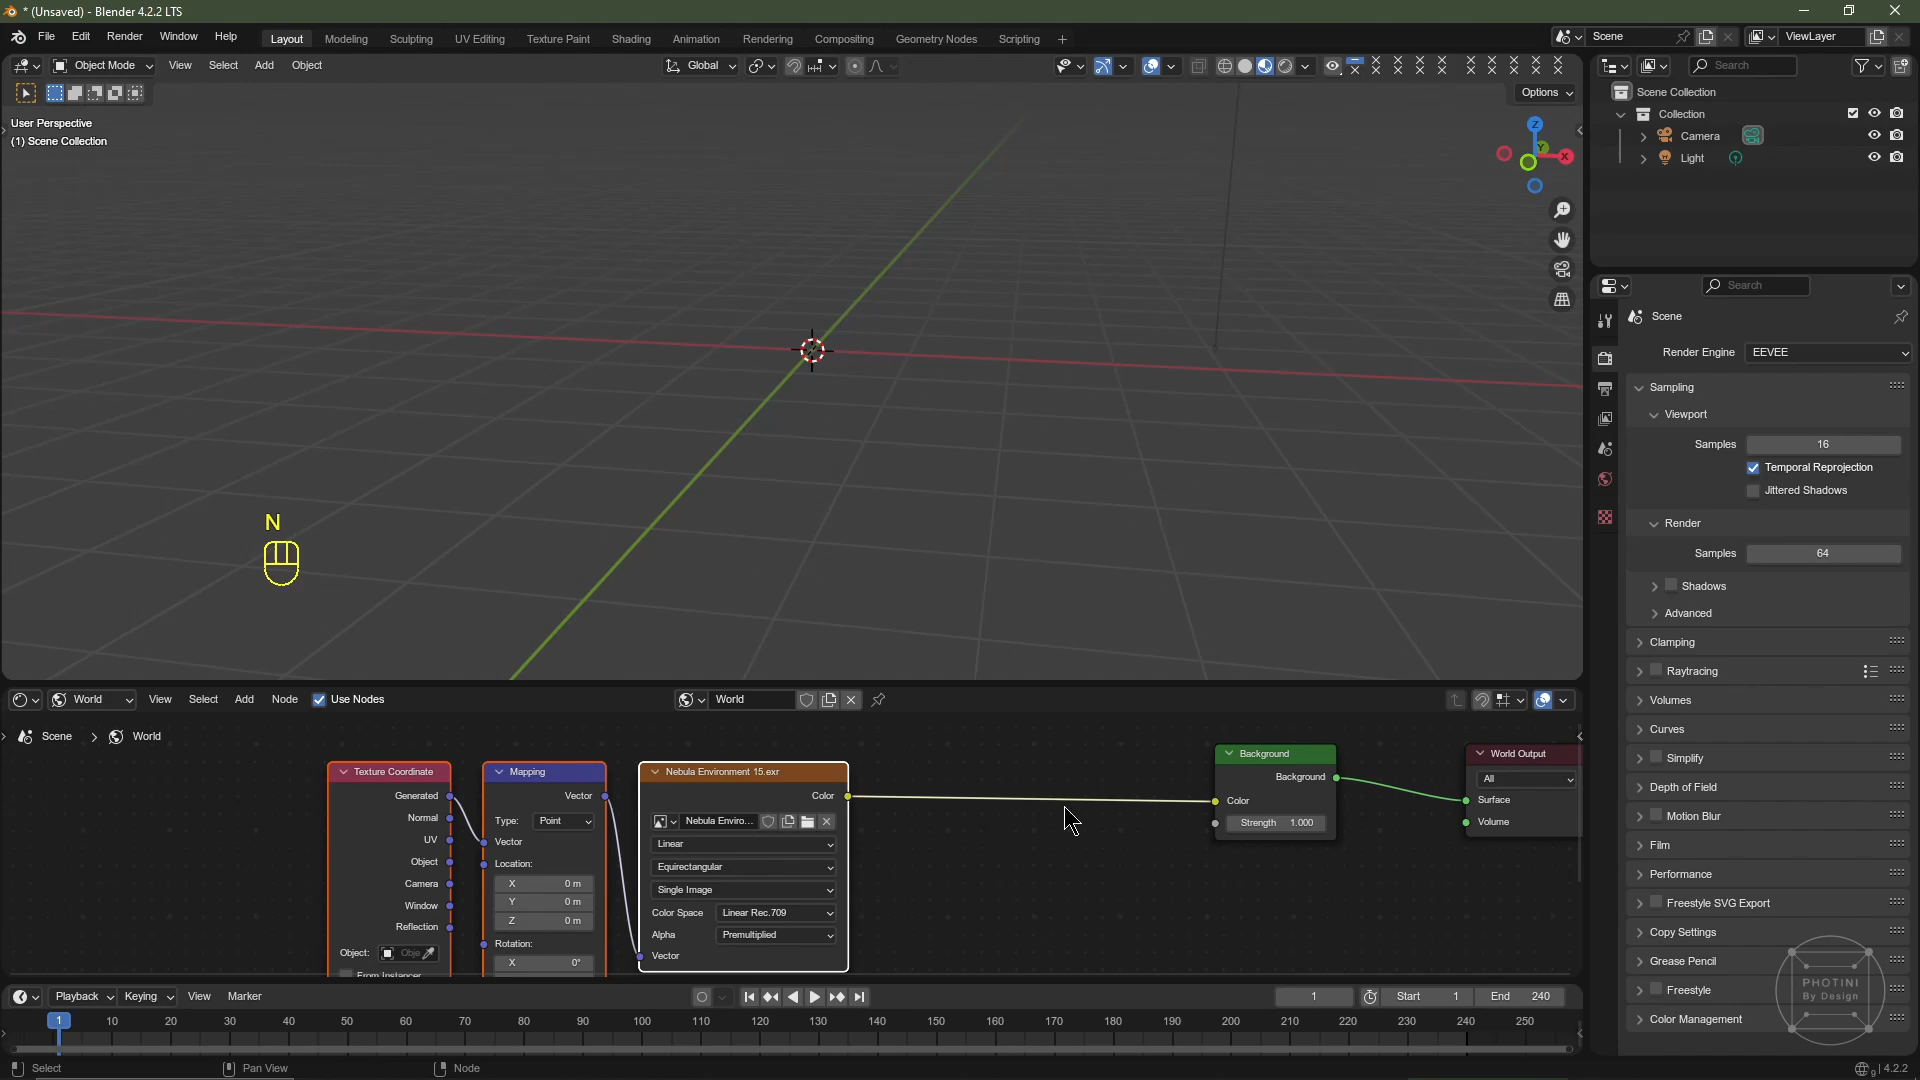 * (Unsaved) - Blender 4.2.2 LTS
File Edit Render Window Help Layout Modeling Sculpting UV Editing Texture Paint Shading Animation Rendering Compositing Geometry Nodes Scripting + Scene ViewLayer
Object Mode View Select Add Object Global Search
Options
User Perspective
(1) Scene Collection
Z
Y
X
N
Scene Collection
Collection
Camera
Light
Search
Scene
Render Engine EEVEE
Sampling
Viewport
Samples 16
Temporal Reprojection
Jittered Shadows
Render
Samples 64
Shadows
Advanced
Clamping
Raytracing
Volumes
Curves
Simplify
Depth of Field
Motion Blur
Film
Performance
Freestyle SVG Export
Copy Settings
Grease Pencil
Freestyle
Color Management
PHOTINI
By Design
World View Select Add Node Use Nodes World
Scene > World
Texture Coordinate
Generated
Normal
UV
Object
Camera
Window
Reflection
Object: Obje
From Instancer
Mapping
Vector
Type: Point
Vector
Location:
X 0 m
Y 0 m
Z 0 m
Rotation:
X 0°
Nebula Environment 15.exr
Color
Nebula Enviro...
Linear
Equirectangular
Single Image
Color Space Linear Rec.709
Alpha Premultiplied
Vector
Background
Background
Color
Strength 1.000
World Output
All
Surface
Volume
Playback Keying View Marker 1 Start 1 End 240
1 10 20 30 40 50 60 70 80 90 100 110 120 130 140 150 160 170 180 190 200 210 220 230 240 250
Select Pan View Node 4.2.2